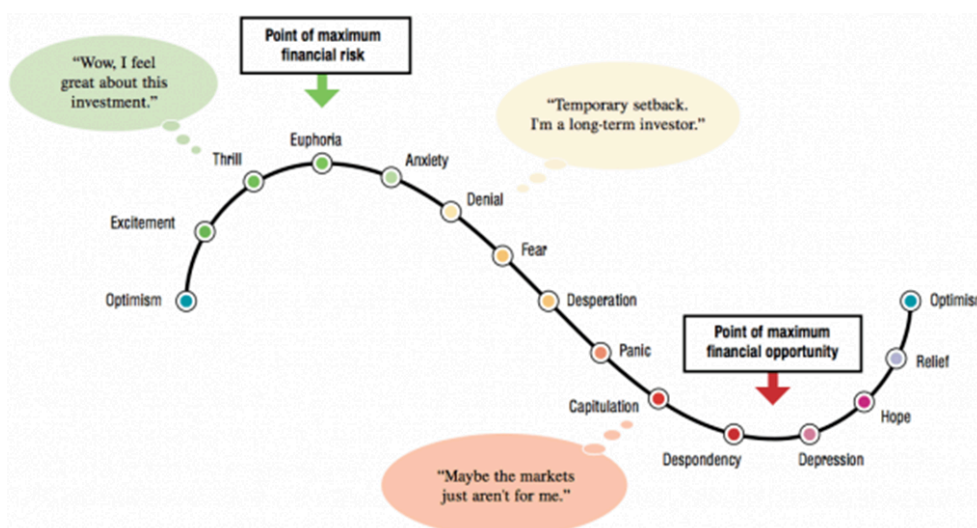 Point of maximum
financial risk
“Wow, I feel
great about this
investment.”
“Temporary setback.
I'm a long-term investor.”
Euphoria
Thrill
Anxiety
Denial
Excitement
Fear
Optimism
Desperation
Optimism
Point of maximum
financial opportunity
Panic
Relief
Capitulation
Hope
Despondency
Depression
“Maybe the markets
just aren't for me.”